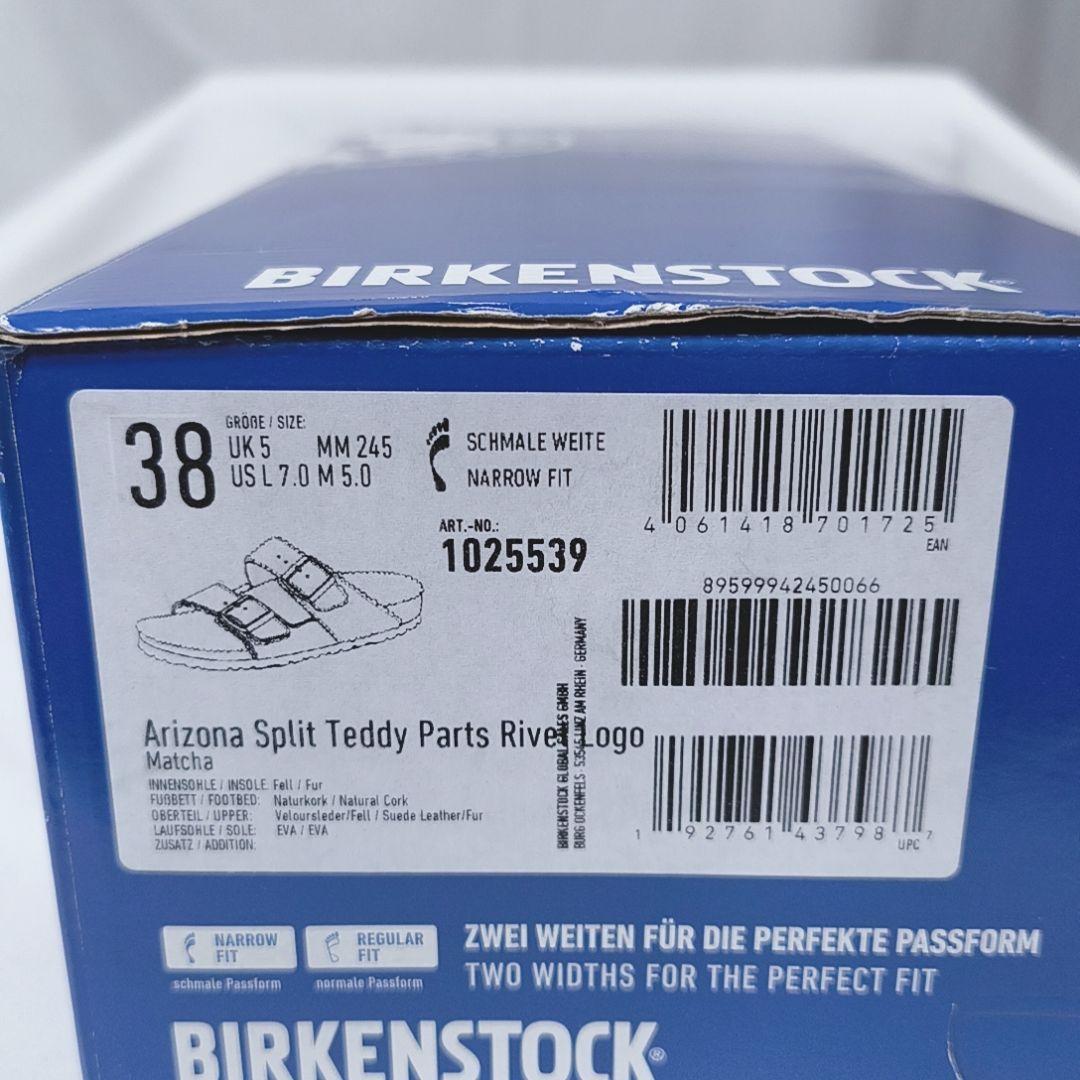 BIRKENSTOCK®
38
GRÖẞE / SIZE:
UK 5 MM 245
US L 7.0 M 5.0
SCHMALE WEITE
NARROW FIT
ART.-NO.:
1025539
4 061418 701725
EAN
89599942450066
Arizona Split Teddy Parts Rivet Logo
Matcha
INNENSOHLE / INSOLE: Fell / Fur
FUẞBETT / FOOTBED: Naturkork / Natural Cork
OBERTEIL / UPPER: Veloursleder/Fell / Suede Leather/Fur
LAUFSOHLE / SOLE: EVA / EVA
ZUSATZ / ADDITION:
BIRKENSTOCK GLOBAL SALES GMBH
BURG OCKENFELS · 53545 LINZ AM RHEIN · GERMANY
1 92761 43798 7
UPC
NARROW FIT
schmale Passform
REGULAR FIT
normale Passform
ZWEI WEITEN FÜR DIE PERFEKTE PASSFORM
TWO WIDTHS FOR THE PERFECT FIT
BIRKENSTOCK®